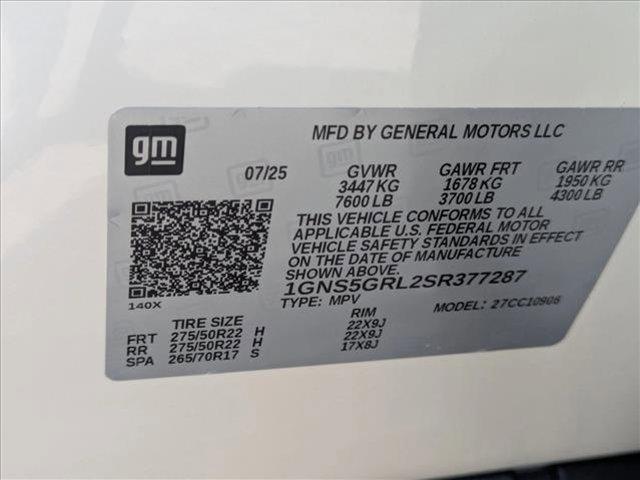 gm
MFD BY GENERAL MOTORS LLC
07/25 GVWR GAWR FRT GAWR RR
3447 KG 1678 KG 1950 KG
7600 LB 3700 LB 4300 LB
THIS VEHICLE CONFORMS TO ALL
APPLICABLE U.S. FEDERAL MOTOR
VEHICLE SAFETY STANDARDS IN EFFECT
ON THE DATE OF MANUFACTURE
SHOWN ABOVE.
1GNS5GRL2SR377287
140X TYPE: MPV MODEL: 27CC10906
TIRE SIZE RIM
FRT 275/50R22 H 22X9J
RR 275/50R22 H 22X9J
SPA 265/70R17 S 17X8J